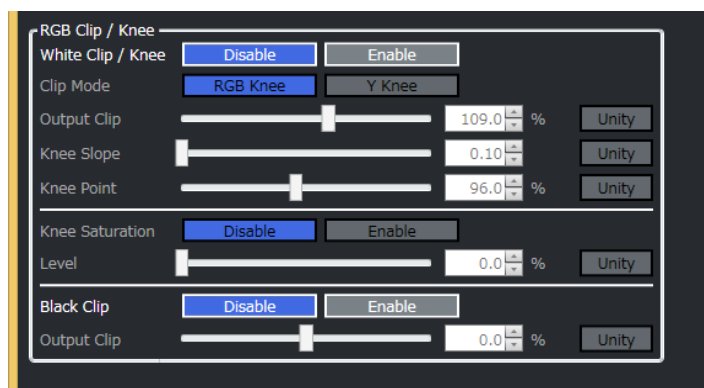 RGB Clip / Knee
White Clip / Knee Disable Enable
Clip Mode RGB Knee Y Knee
Output Clip 109.0 % Unity
Knee Slope 0.10 Unity
Knee Point 96.0 % Unity
Knee Saturation Disable Enable
Level 0.0 % Unity
Black Clip Disable Enable
Output Clip 0.0 % Unity